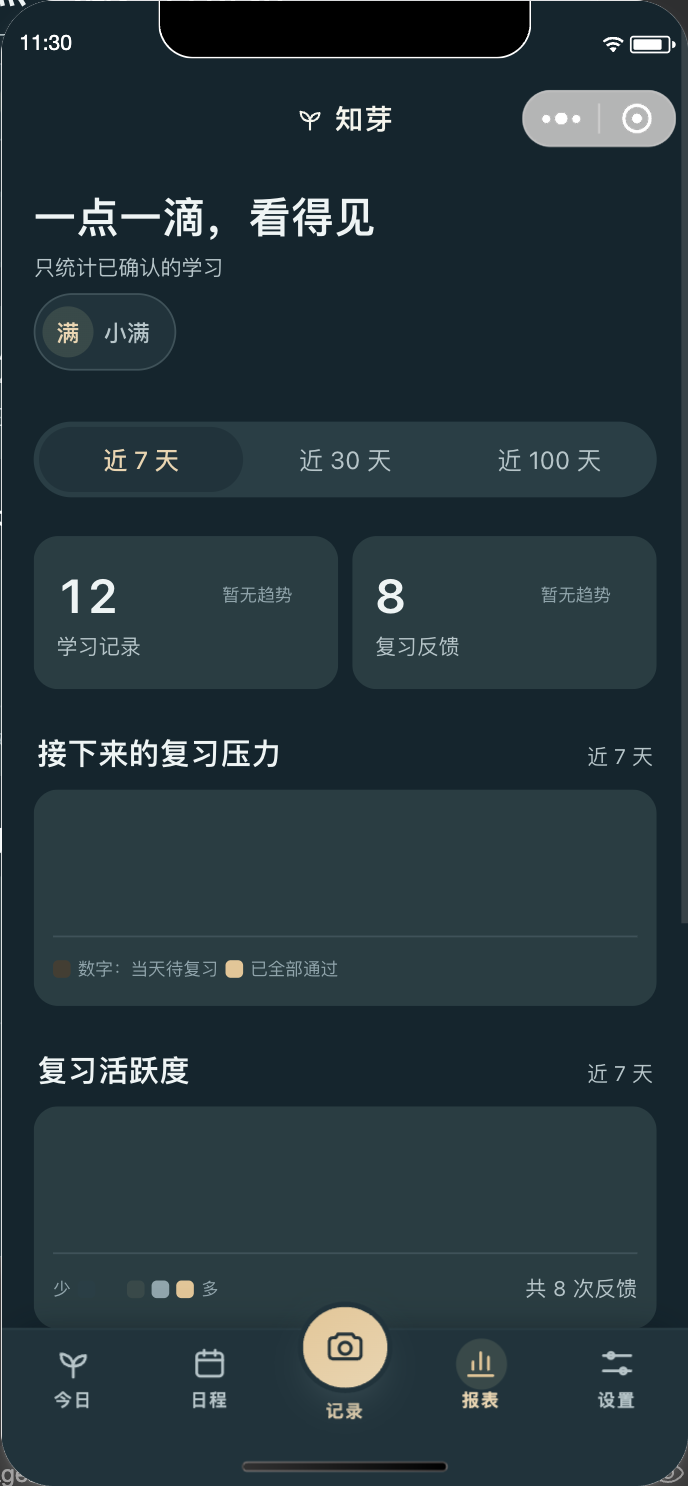 11:30
知芽
一点一滴，看得见
只统计已确认的学习
满 小满
近 7 天 近 30 天 近 100 天
12 暂无趋势 8 暂无趋势
学习记录 复习反馈
接下来的复习压力 近 7 天
数字：当天待复习 已全部通过
复习活跃度 近 7 天
少 多 共 8 次反馈
今日 日程 记录 报表 设置